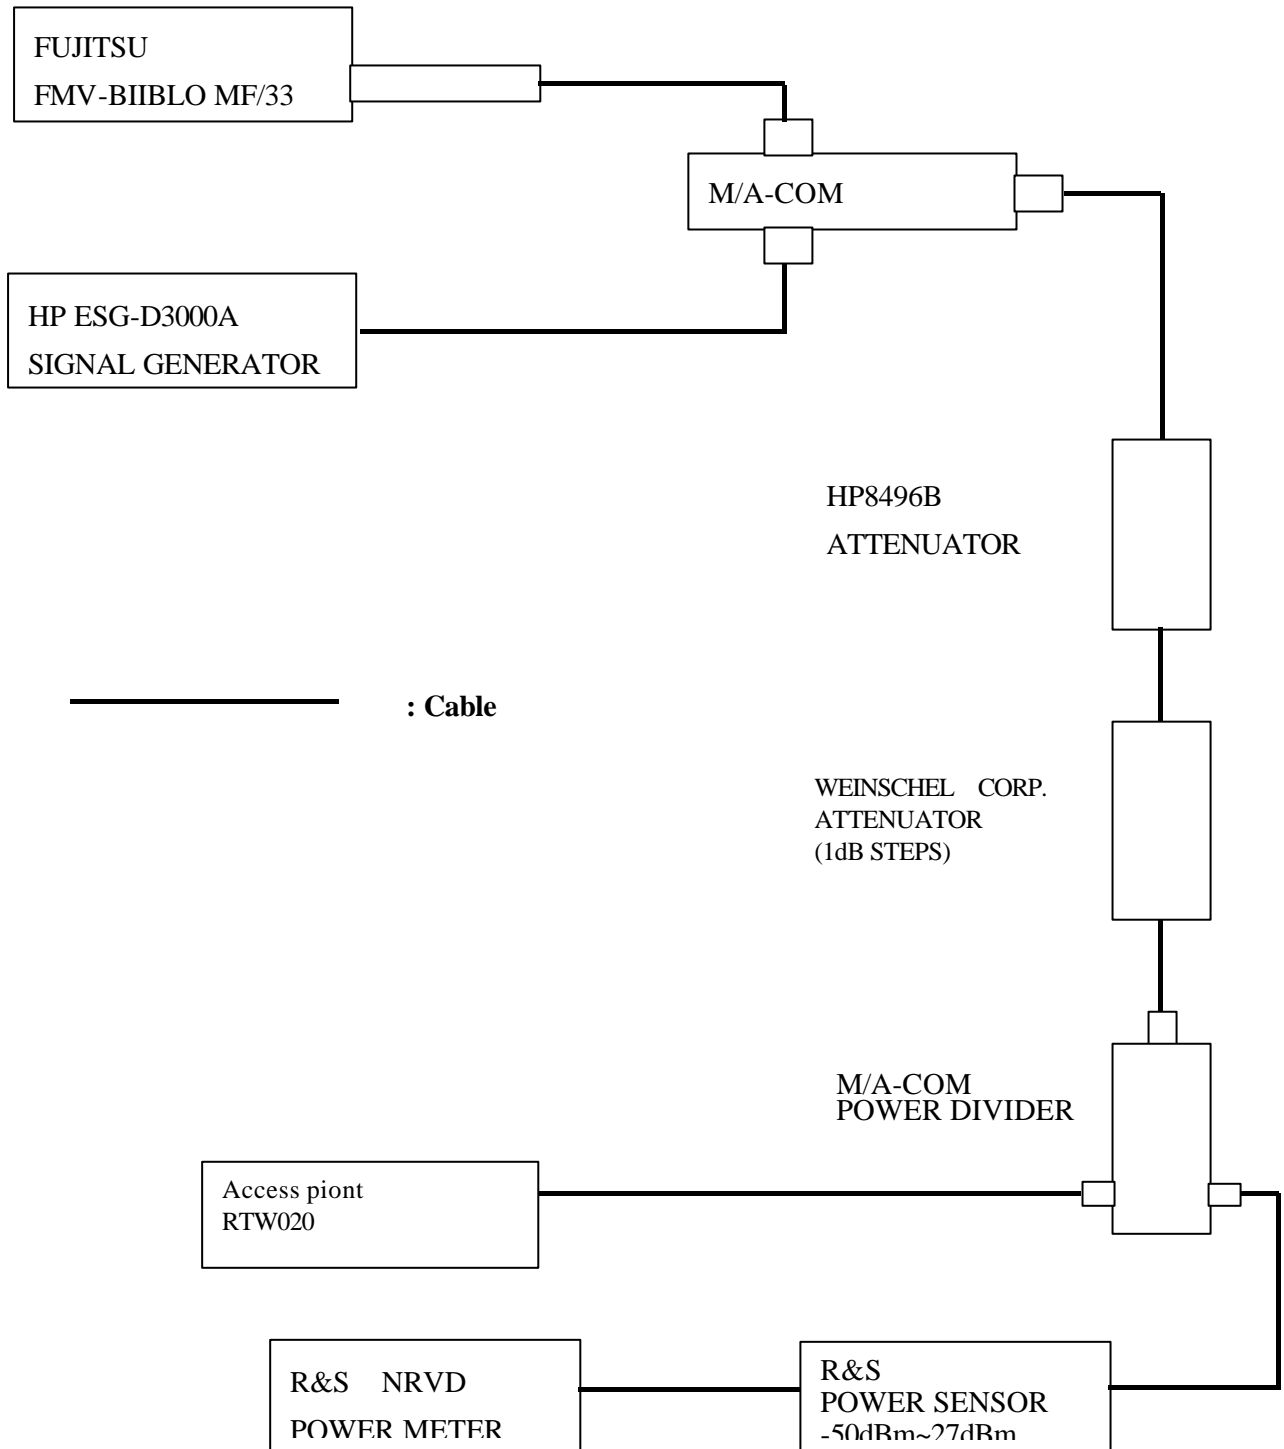 FUJITSU
FMV-BIIBLO MF/33
M/A-COM
HP ESG-D3000A
SIGNAL GENERATOR
HP8496B
ATTENUATOR
: Cable
WEINSCHEL CORP.
ATTENUATOR
(1dB STEPS)
M/A-COM
POWER DIVIDER
Access piont
RTW020
R&S NRVD
POWER METER
R&S
POWER SENSOR
-50dBm~27dBm